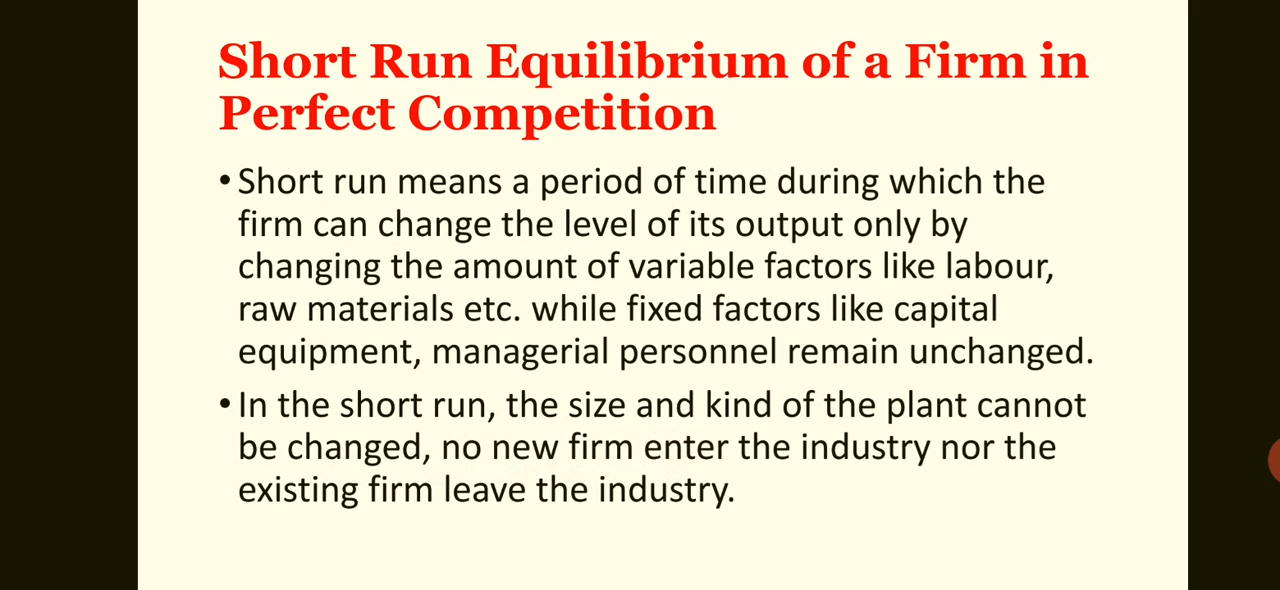 Short Run Equilibrium of a Firm in
Perfect Competition
• Short run means a period of time during which the
firm can change the level of its output only by
changing the amount of variable factors like labour,
raw materials etc. while fixed factors like capital
equipment, managerial personnel remain unchanged.
• In the short run, the size and kind of the plant cannot
be changed, no new firm enter the industry nor the
existing firm leave the industry.